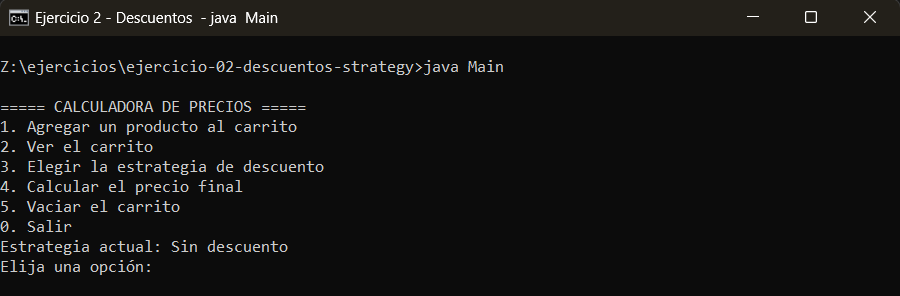 Ejercicio 2 - Descuentos - java Main
Z:\ejercicios\ejercicio-02-descuentos-strategy>java Main
===== CALCULADORA DE PRECIOS =====
1. Agregar un producto al carrito
2. Ver el carrito
3. Elegir la estrategia de descuento
4. Calcular el precio final
5. Vaciar el carrito
0. Salir
Estrategia actual: Sin descuento
Elija una opción: